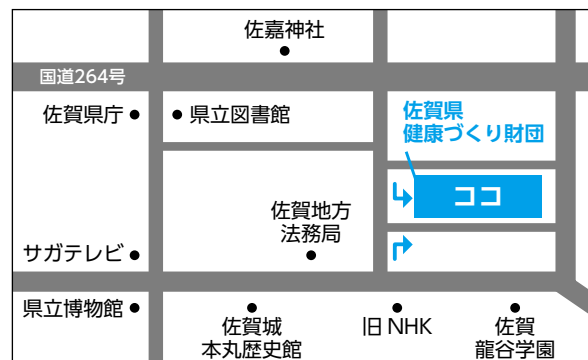 佐嘉神社
国道264号
佐賀県庁
県立図書館
佐賀県
健康づくり財団
ココ
佐賀地方
法務局
サガテレビ
県立博物館
佐賀城
本丸歴史館
旧 NHK
佐賀
龍谷学園